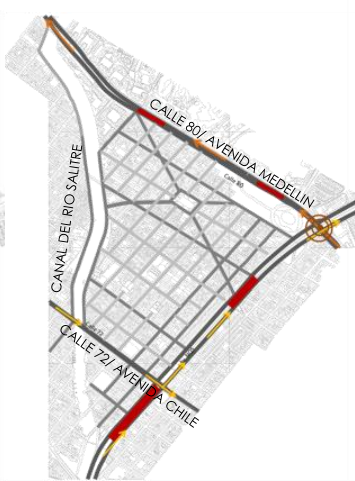 CALLE 80/ AVENIDA MEDELLIN
Calle 80
CANAL DEL RIO SALITRE
CALLE 72/ AVENIDA CHILE